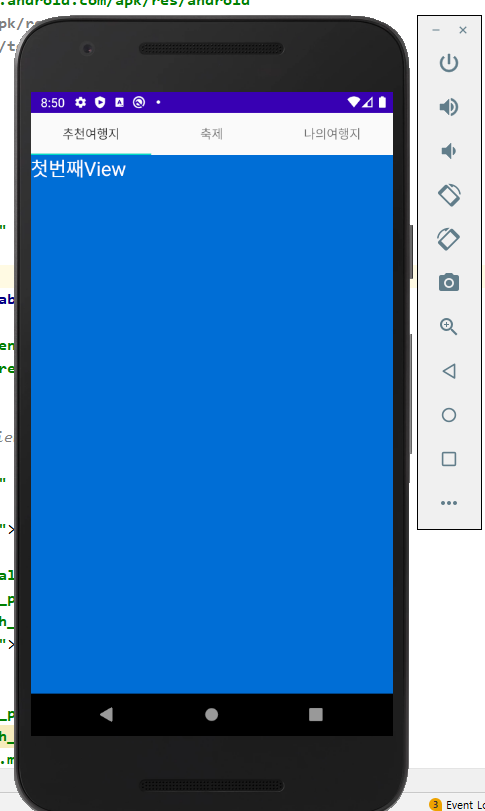 .android.com/apk/res/android
pk/re
/t
8:50
추천여행지 축제 나의여행지
첫번째View
"
ab
en
re
ie
"
">
al
_p
h_
">
_p
h_
.m
3 Event Lo